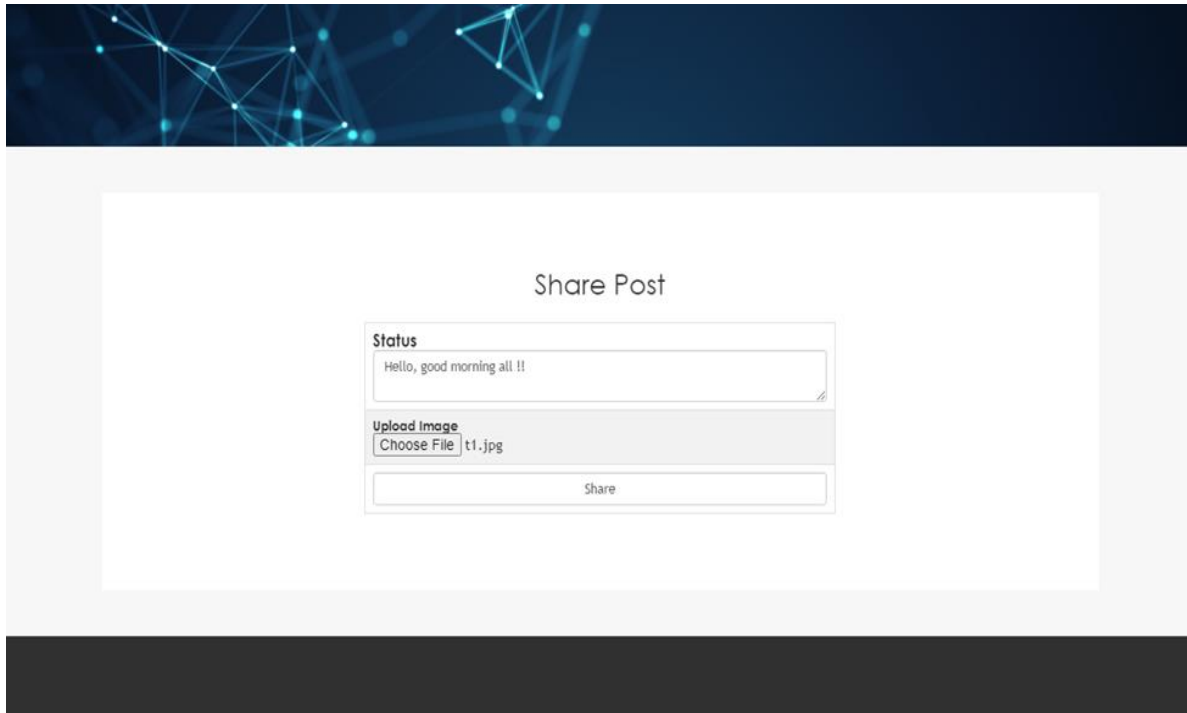 Share Post
Status
Hello, good morning all !!
Upload Image
Choose File t1.jpg
Share